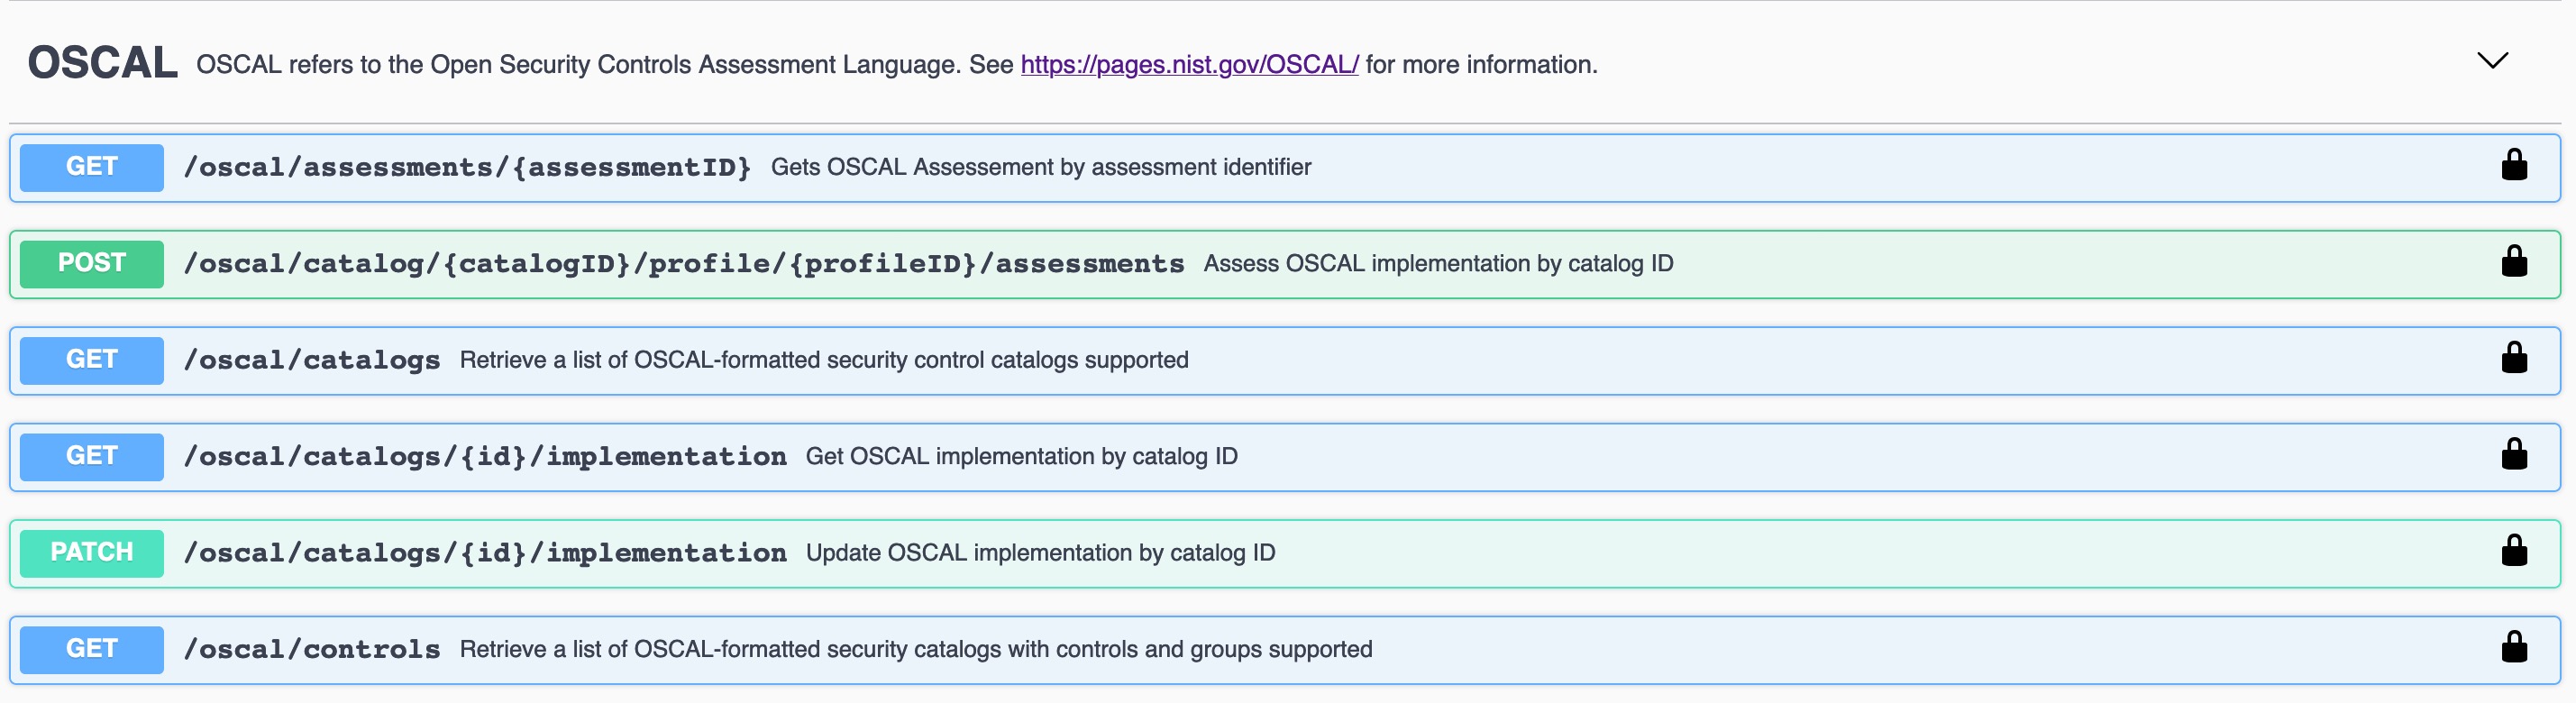 OSCAL OSCAL refers to the Open Security Controls Assessment Language. See https://pages.nist.gov/OSCAL/ for more information.
GET /oscal/assessments/{assessmentID} Gets OSCAL Assessement by assessment identifier
POST /oscal/catalog/{catalogID}/profile/{profileID}/assessments Assess OSCAL implementation by catalog ID
GET /oscal/catalogs Retrieve a list of OSCAL-formatted security control catalogs supported
GET /oscal/catalogs/{id}/implementation Get OSCAL implementation by catalog ID
PATCH /oscal/catalogs/{id}/implementation Update OSCAL implementation by catalog ID
GET /oscal/controls Retrieve a list of OSCAL-formatted security catalogs with controls and groups supported